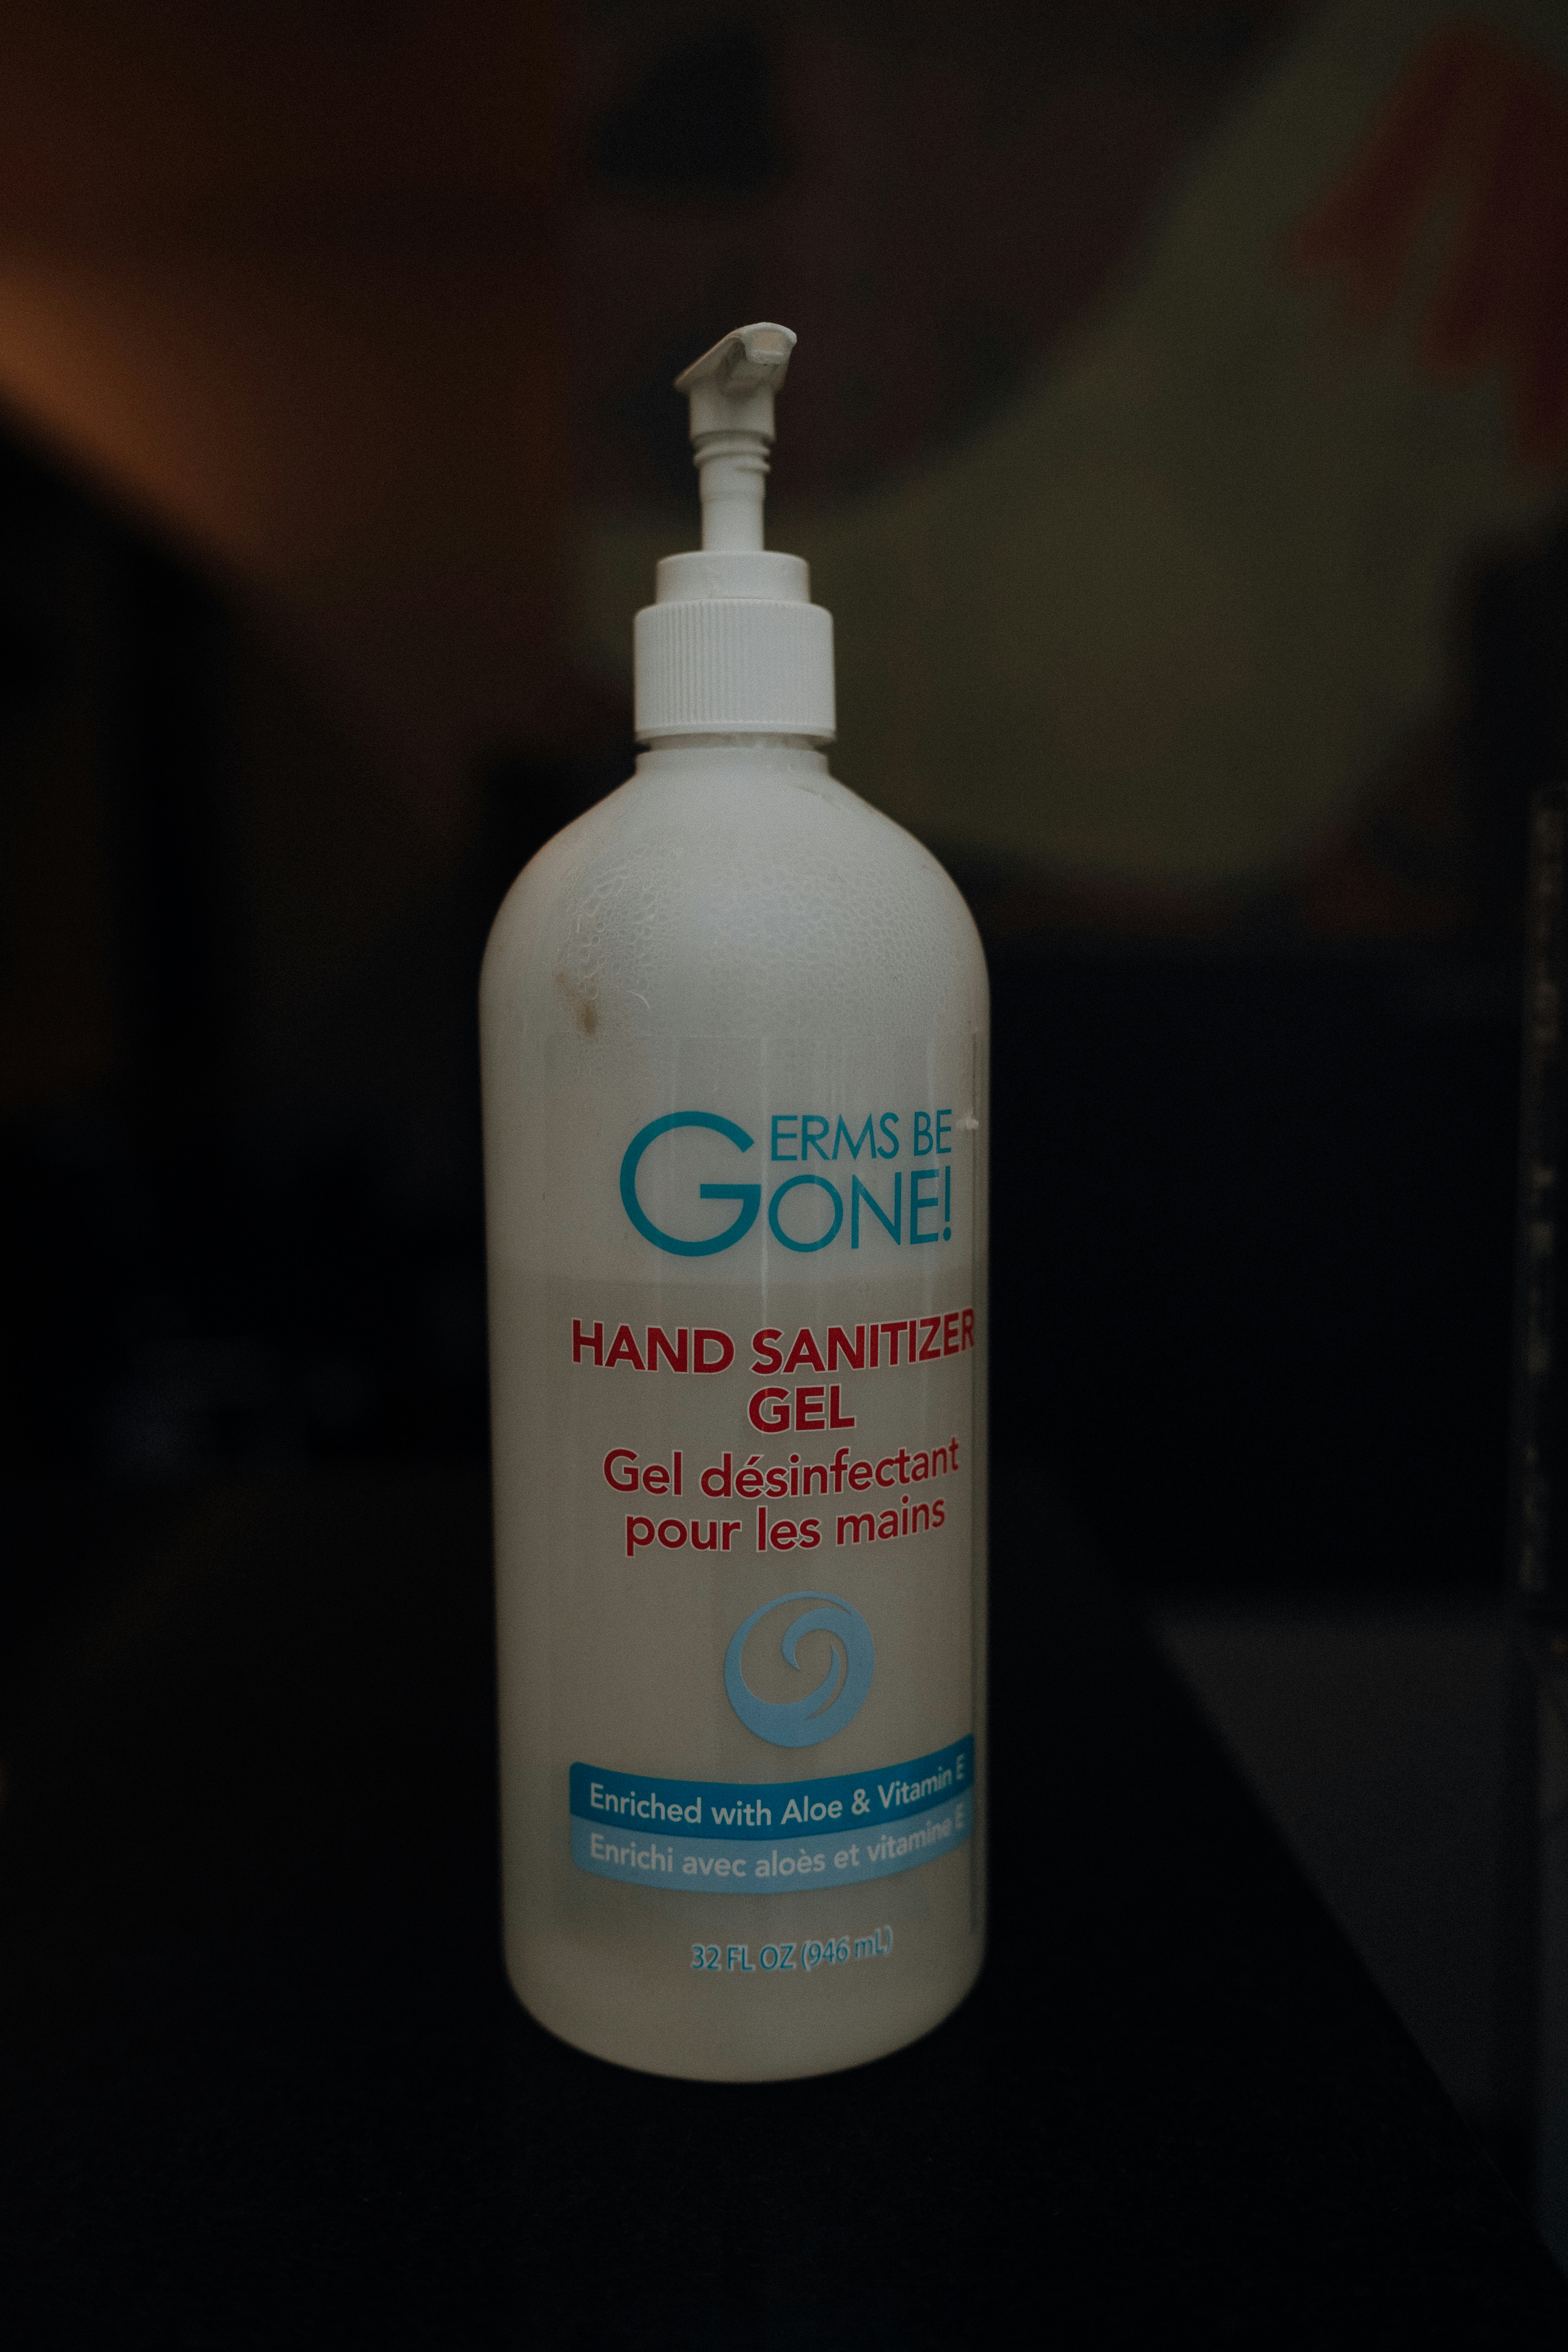 GERMS BE
GONE!
HAND SANITIZER
GEL
Gel désinfectant
pour les mains
Enriched with Aloe & Vitamin E
Enrichi avec aloès et vitamine E
32 FL OZ (946 mL)